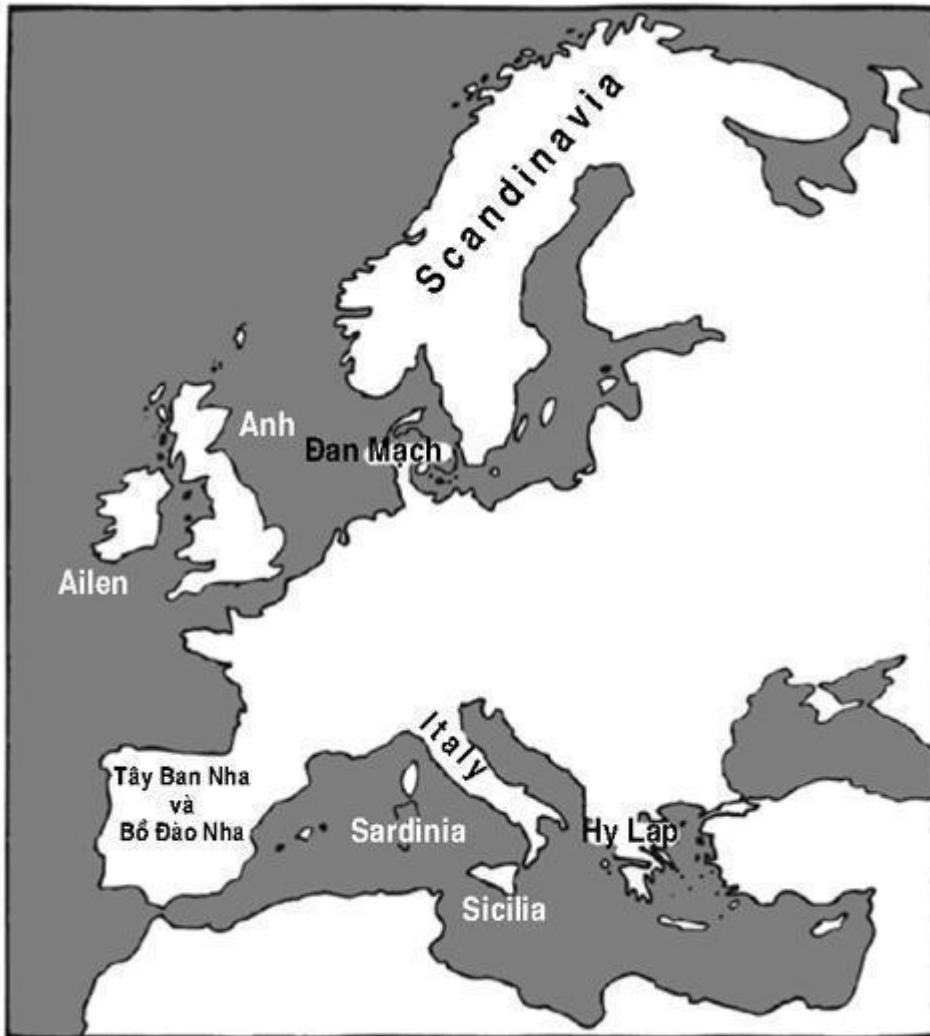 Scandinavia
Anh
Đan Mạch
Ailen
Italy
Tây Ban Nha
và
Bồ Đào Nha
Sardinia
Hy Lạp
Sicilia